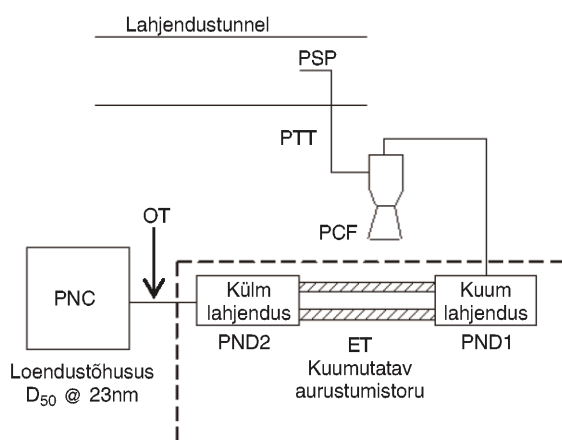 Lahjendustunnel
PSP
PTT
PCF
OT
PNC
Külm
lahjendus
Kuum
lahjendus
PND2
ET
PND1
Kuumutatav
aurustumistoru
Loendustõhusus
D₅₀ @ 23nm